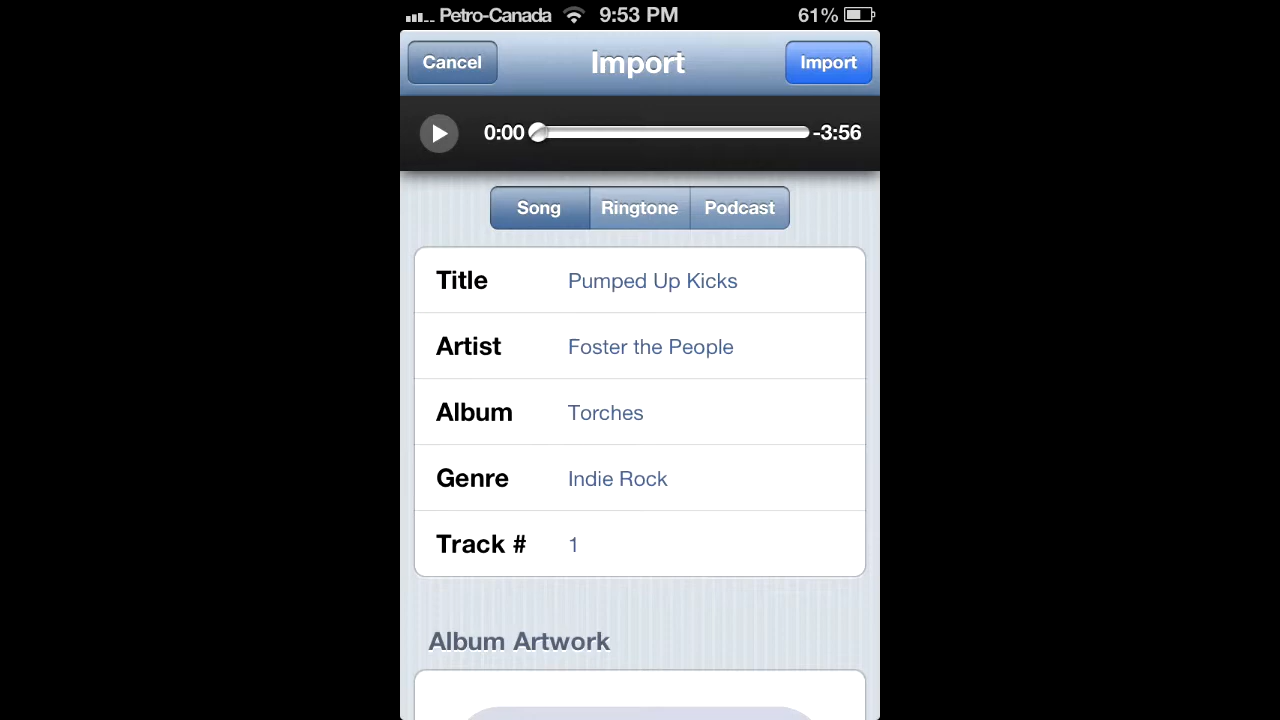 Petro-Canada 9:53 PM 61%
Cancel Import Import
0:00 -3:56
Song Ringtone Podcast
Title Pumped Up Kicks
Artist Foster the People
Album Torches
Genre Indie Rock
Track # 1
Album Artwork